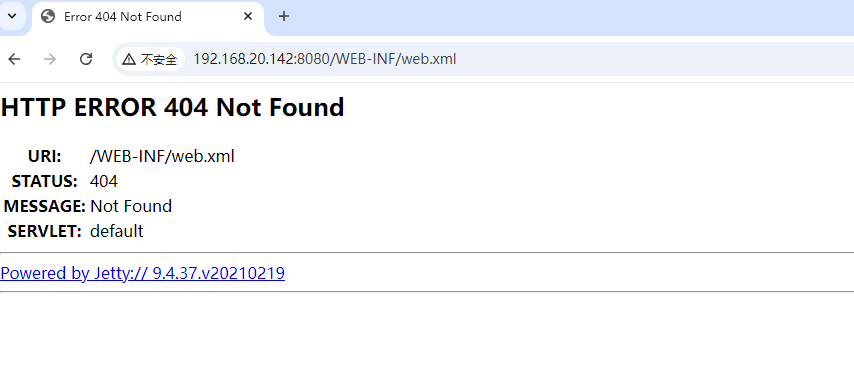 Error 404 Not Found
不安全 192.168.20.142:8080/WEB-INF/web.xml
HTTP ERROR 404 Not Found
URI: /WEB-INF/web.xml
STATUS: 404
MESSAGE: Not Found
SERVLET: default
Powered by Jetty:// 9.4.37.v20210219